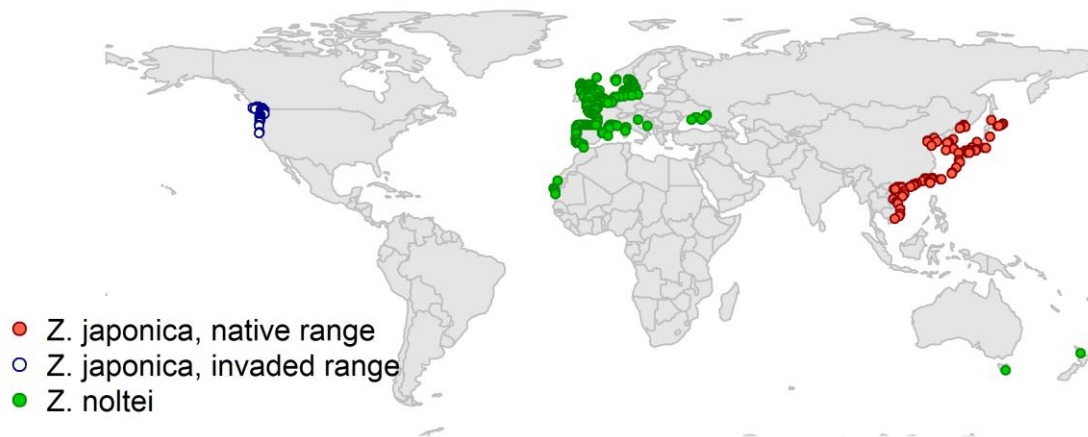 Z. japonica, native range
Z. japonica, invaded range
Z. noltei